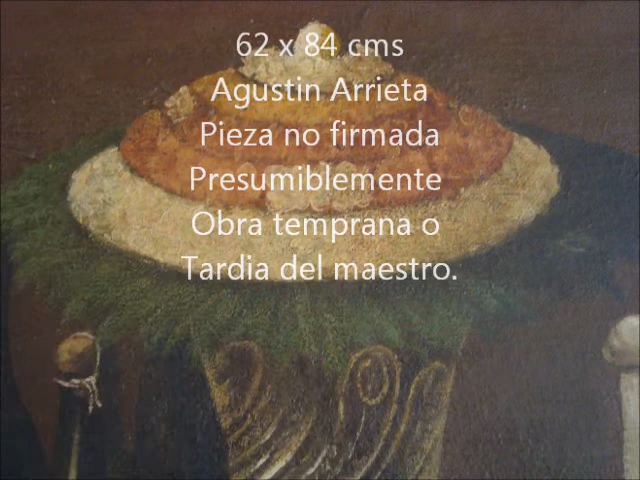 62 x 84 cms
Agustin Arrieta
Pieza no firmada
Presumiblemente
Obra temprana o
Tardia del maestro.